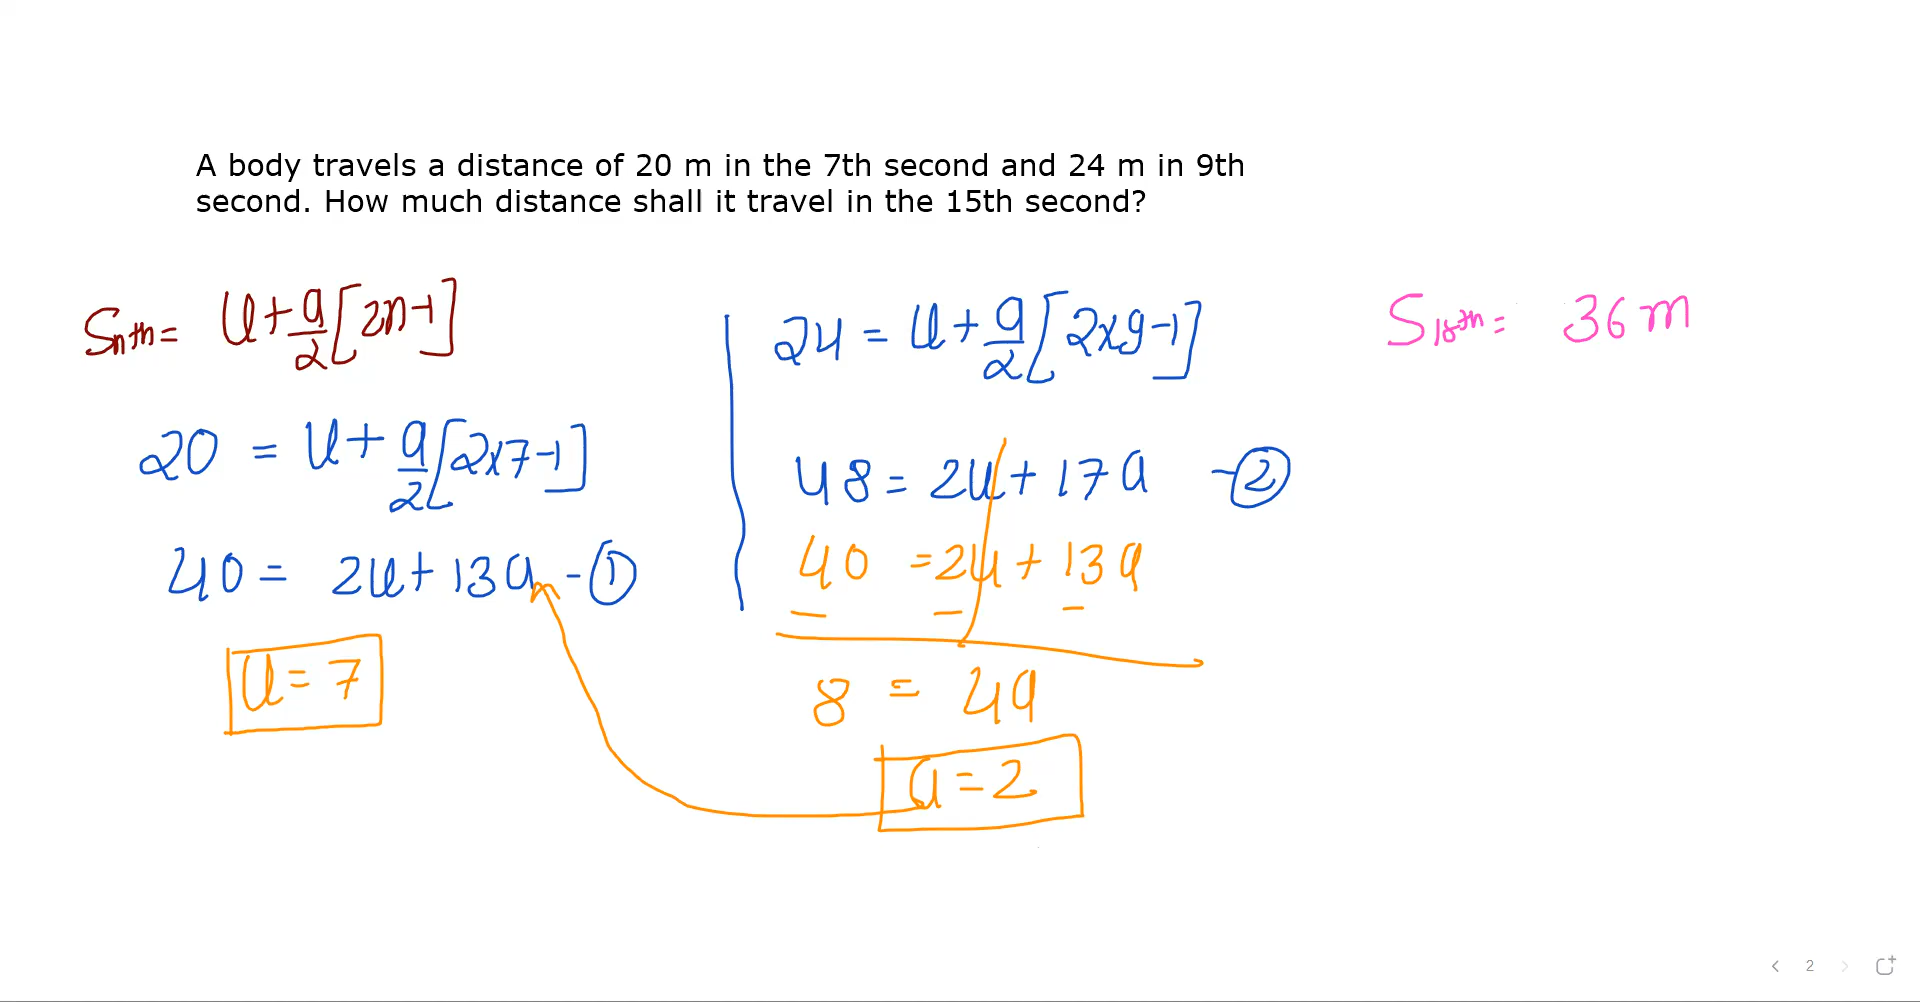 A body travels a distance of 20 m in the 7th second and 24 m in 9th
second. How much distance shall it travel in the 15th second?
Snth = u + a/2 [2n-1]
20 = u + a/2 [2x7-1]
40 = 2u + 13a - ①
u = 7
24 = u + a/2 [2x9-1]
48 = 2u + 17a - ②
40 = 2u + 13a
8 = 4a
a = 2
S15th = 36 m
2